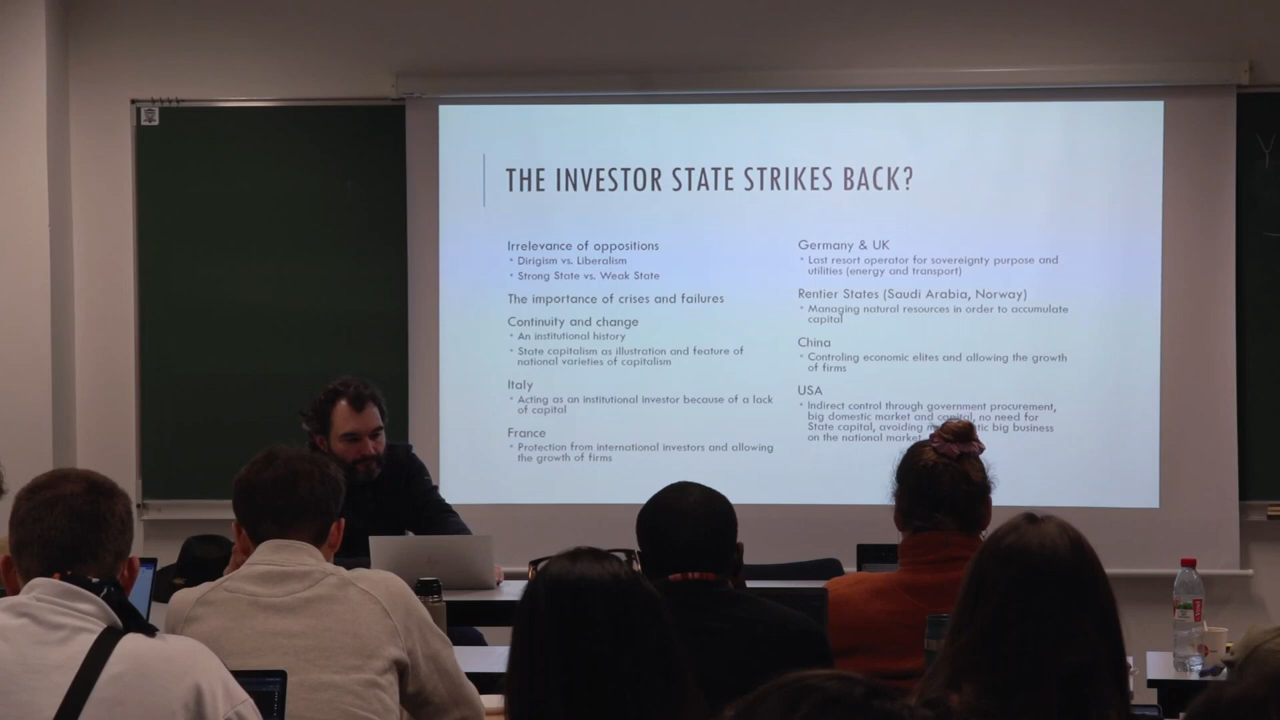 THE INVESTOR STATE STRIKES BACK?
Irrelevance of oppositions
Dirigism vs. Liberalism
Strong State vs. Weak State
The importance of crises and failures
Continuity and change
An institutional history
State capitalism as illustration and feature of
national varieties of capitalism
Italy
Acting as an institutional investor because of a lack
of capital
France
Protection from international investors and allowing
the growth of firms
Germany & UK
Last resort operator for sovereignty purpose and
utilities (energy and transport)
Rentier States (Saudi Arabia, Norway)
Managing natural resources in order to accumulate
capital
China
Controling economic elites and allowing the growth
of firms
USA
Indirect control through government procurement,
big domestic market and capital, no need for
State capital, avoiding big business
on the national market